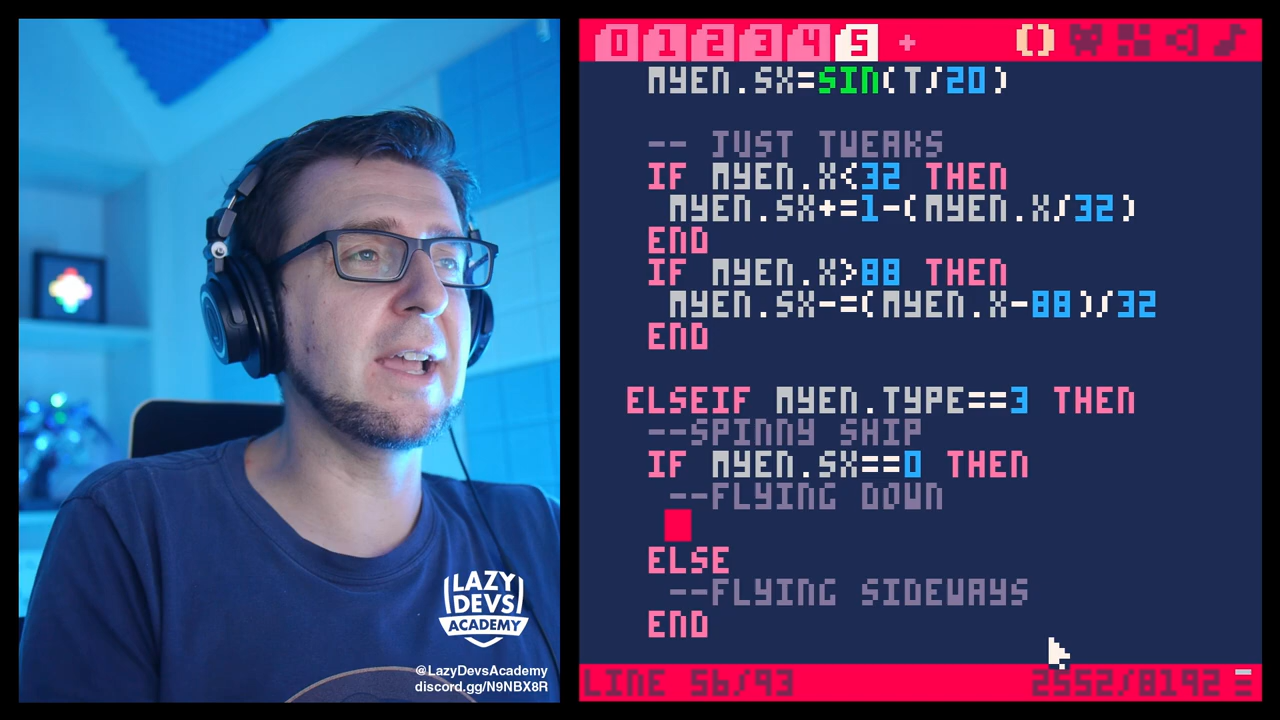 0 1 2 3 4 5 +
MYEN.SX=SIN(T/20)
-- JUST TWEAKS
IF MYEN.X<32 THEN
MYEN.SX+=1-(MYEN.X/32)
END
IF MYEN.X>88 THEN
MYEN.SX-=(MYEN.X-88)/32
END
ELSEIF MYEN.TYPE==3 THEN
--SPINNY SHIP
IF MYEN.SX==0 THEN
--FLYING DOWN
ELSE
--FLYING SIDEWAYS
END
LINE 56/93
2552/8192
LAZY
DEVS
ACADEMY
@LazyDevsAcademy
discord.gg/N9NBX8R